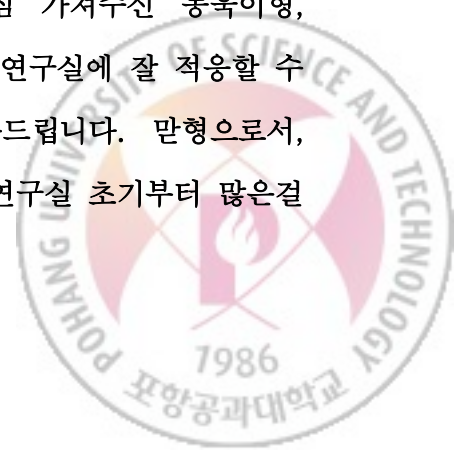 가져주신 동욱이형,
연구실에 잘 적응할 수
드립니다. 맏형으로서,
연구실 초기부터 많은걸
POHANG UNIVERSITY OF SCIENCE AND TECHNOLOGY
1986
포항공과대학교